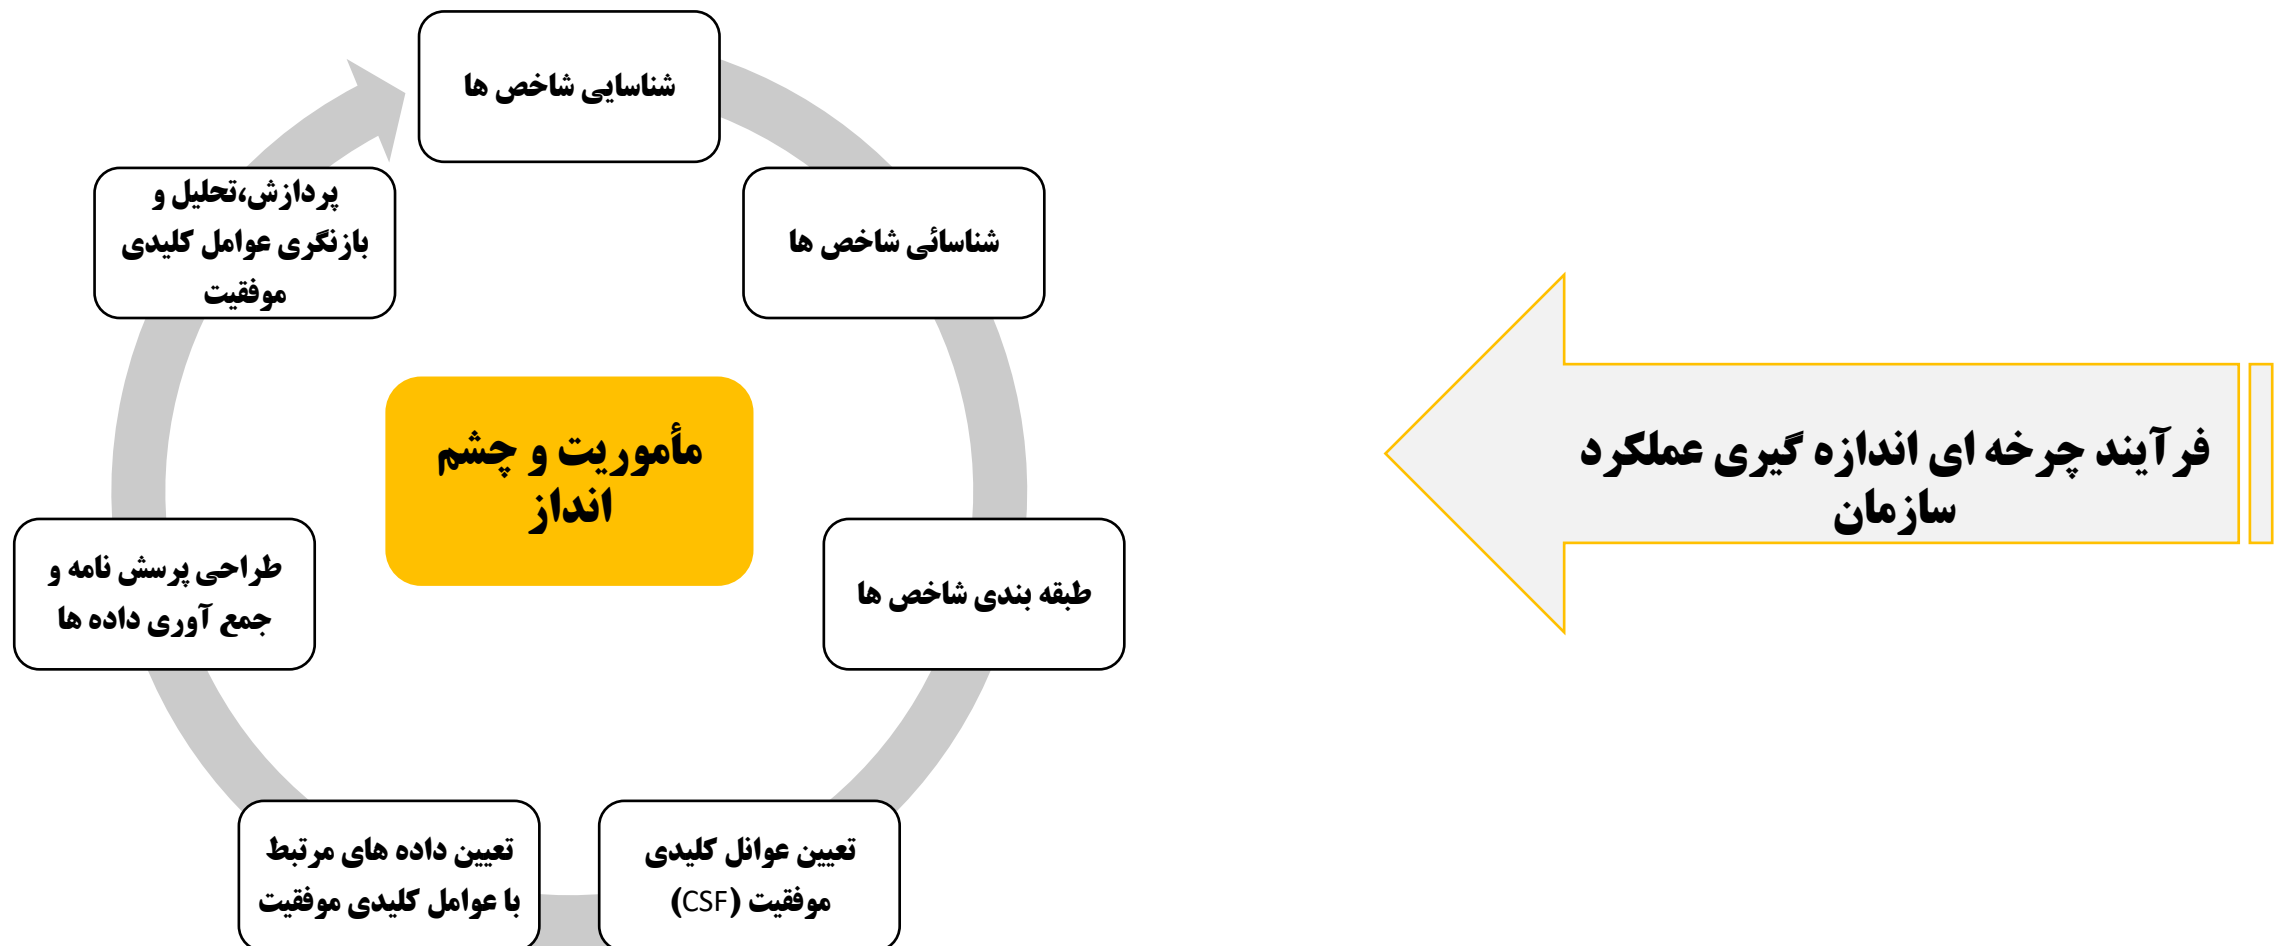 فرآیند چرخه ای اندازه گیری عملکرد
سازمان
شناسایی شاخص ها
شناسائی شاخص ها
طبقه بندی شاخص ها
تعیین عوانل کلیدی
موفقیت (CSF)
تعیین داده های مرتبط
با عوامل کلیدی موفقیت
طراحی پرسش نامه و
جمع آوری داده ها
پردازش،تحلیل و
بازنگری عوامل کلیدی
موفقیت
مأموریت و چشم
انداز